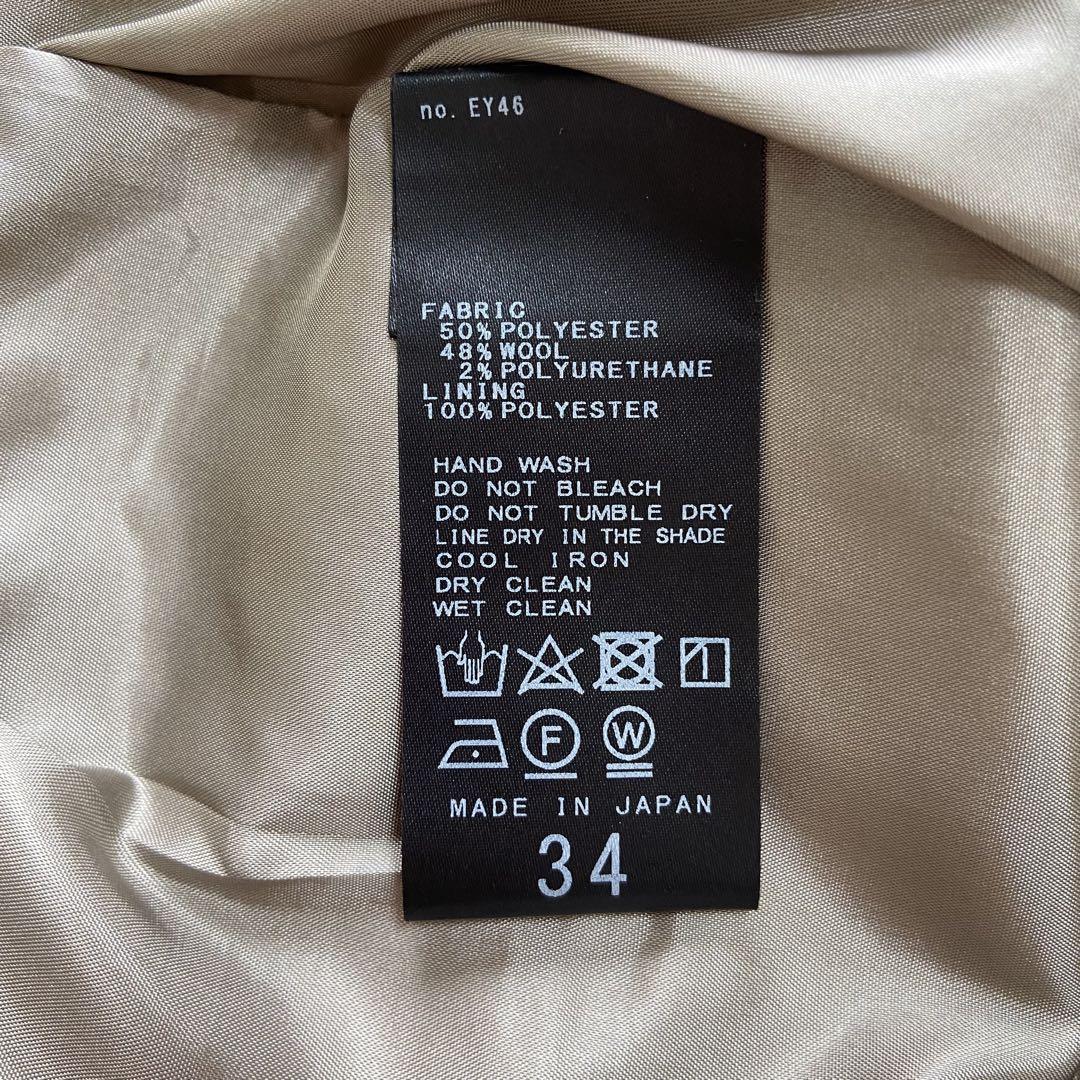 no. EY46
FABRIC
50% POLYESTER
48% WOOL
2% POLYURETHANE
LINING
100% POLYESTER
HAND WASH
DO NOT BLEACH
DO NOT TUMBLE DRY
LINE DRY IN THE SHADE
COOL IRON
DRY CLEAN
WET CLEAN
F W
MADE IN JAPAN
34